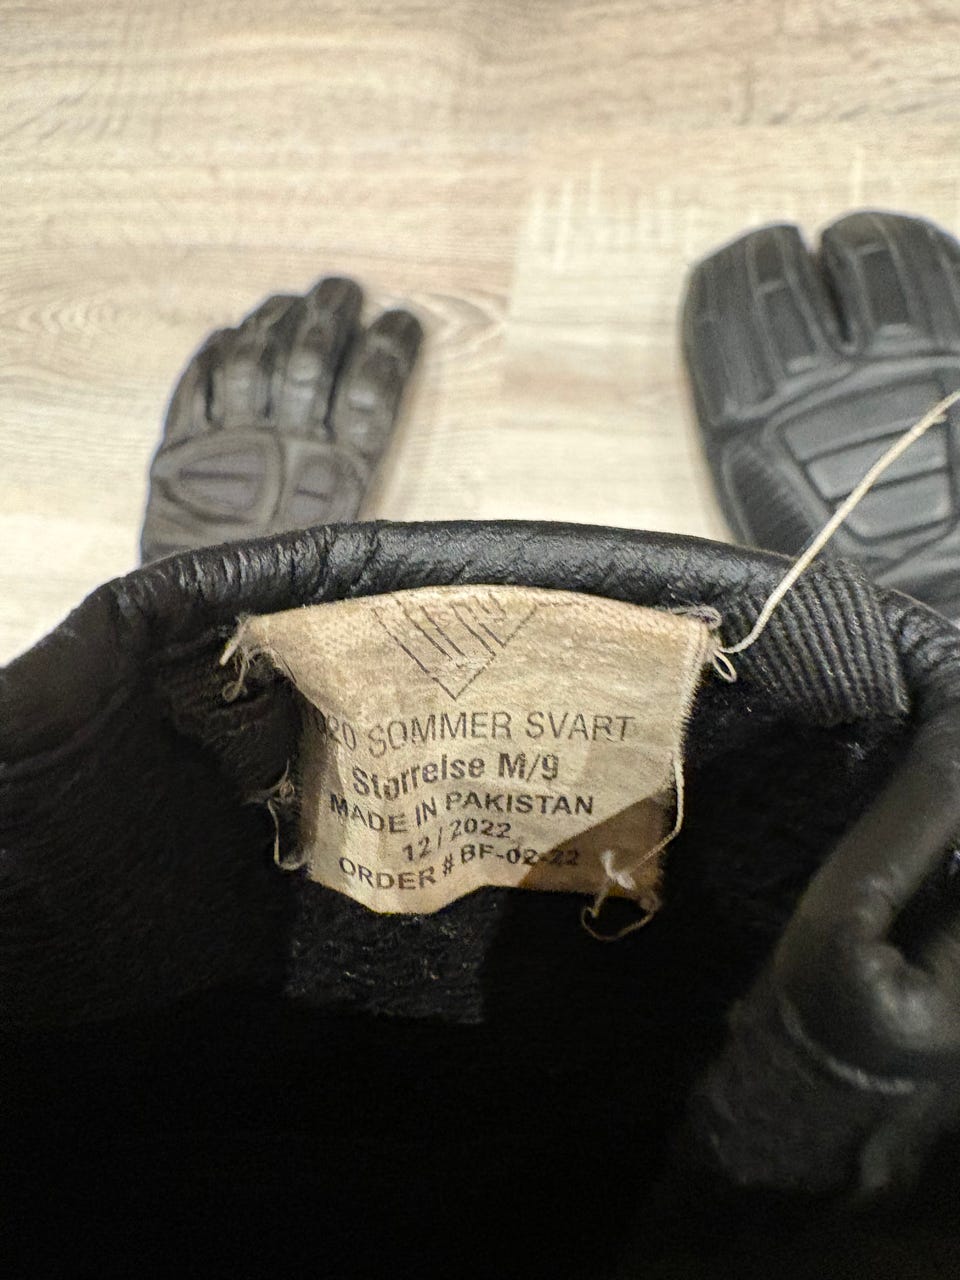 SOMMER SVART
Størrelse M/9
MADE IN PAKISTAN
12/2022
ORDER # BF-02-22